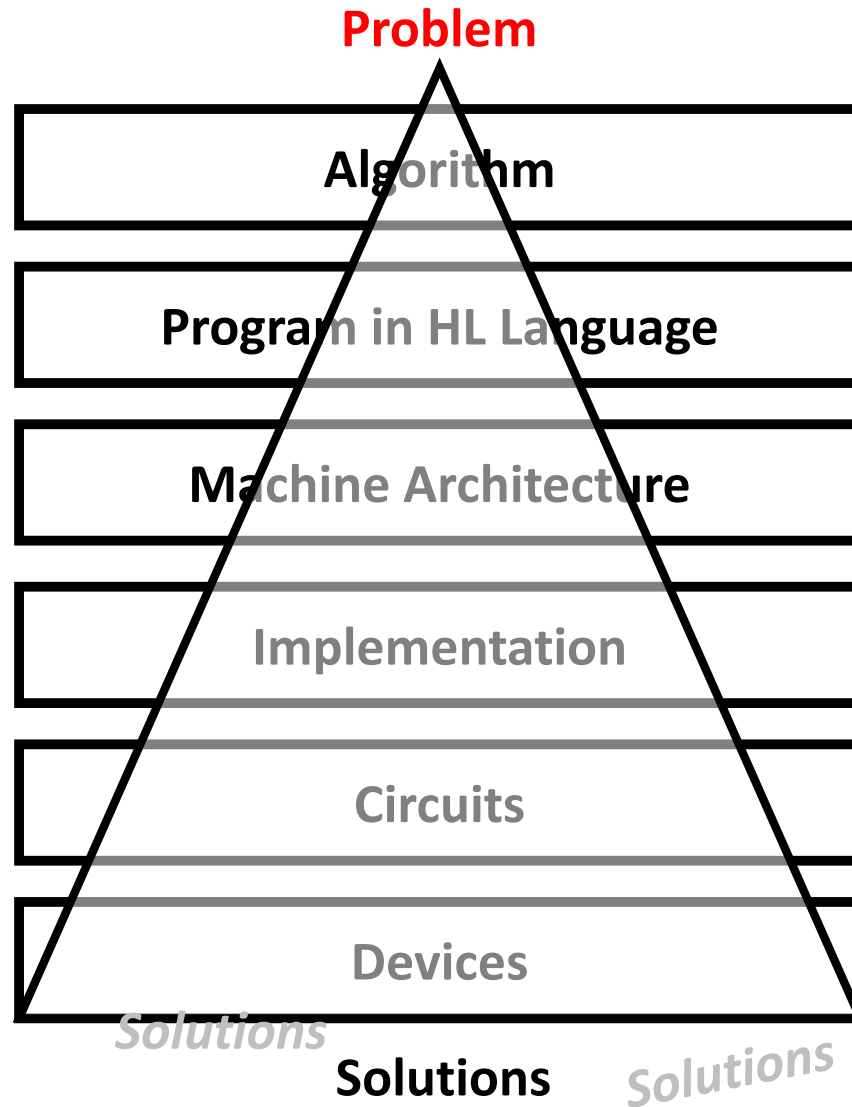 Problem
Algorithm
Program in HL Language
Machine Architecture
Implementation
Circuits
Devices
Solutions
Solutions
Solutions